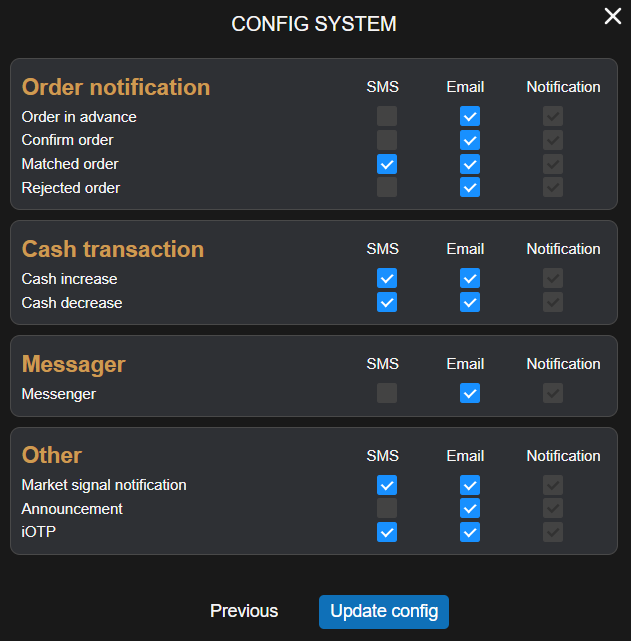 CONFIG SYSTEM
Order notification SMS Email Notification
Order in advance
Confirm order
Matched order
Rejected order
Cash transaction SMS Email Notification
Cash increase
Cash decrease
Messager SMS Email Notification
Messenger
Other SMS Email Notification
Market signal notification
Announcement
iOTP
Previous Update config